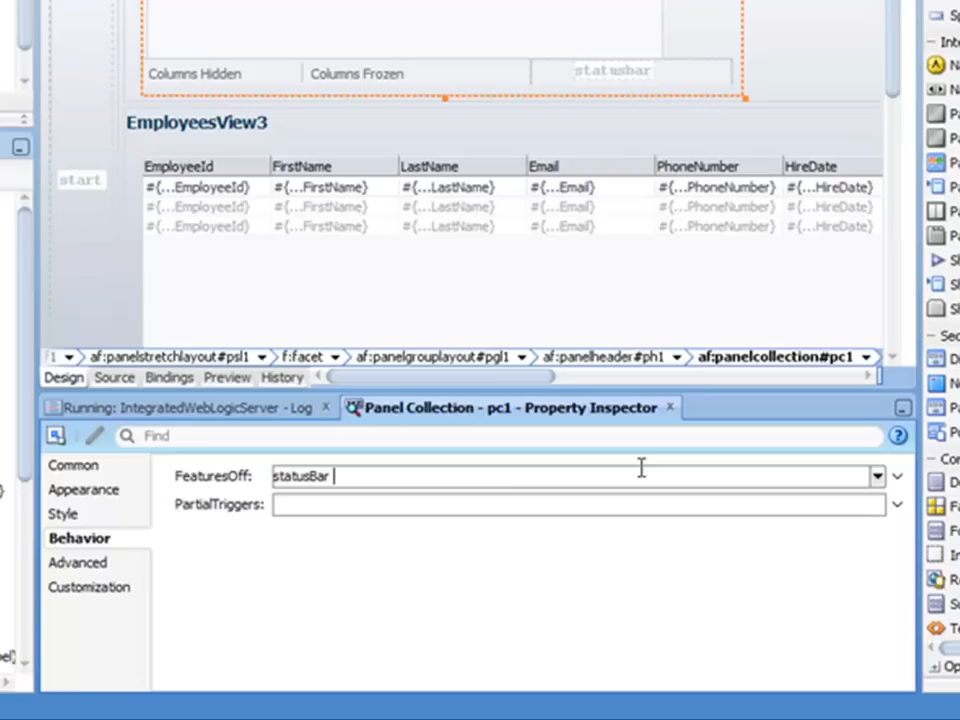 Columns Hidden
Columns Frozen
statusbar
EmployeesView3
EmployeeId FirstName LastName Email PhoneNumber HireDate
start
#{...EmployeeId} #{...FirstName} #{...LastName} #{...Email} #{...PhoneNumber} #{...HireDate}
#{...EmployeeId} #{...FirstName} #{...LastName} #{...Email} #{...PhoneNumber} #{...HireDate}
#{...EmployeeId} #{...FirstName} #{...LastName} #{...Email} #{...PhoneNumber} #{...HireDate}
af:panelstretchlayout#psl1 f:facet af:panelgrouplayout#pgl1 af:panelheader#ph1 af:panelcollection#pc1
Design Source Bindings Preview History
Running: IntegratedWebLogicServer - Log
Panel Collection - pc1 - Property Inspector
Find
Common
Appearance
Style
Behavior
Advanced
Customization
FeaturesOff: statusBar
PartialTriggers: